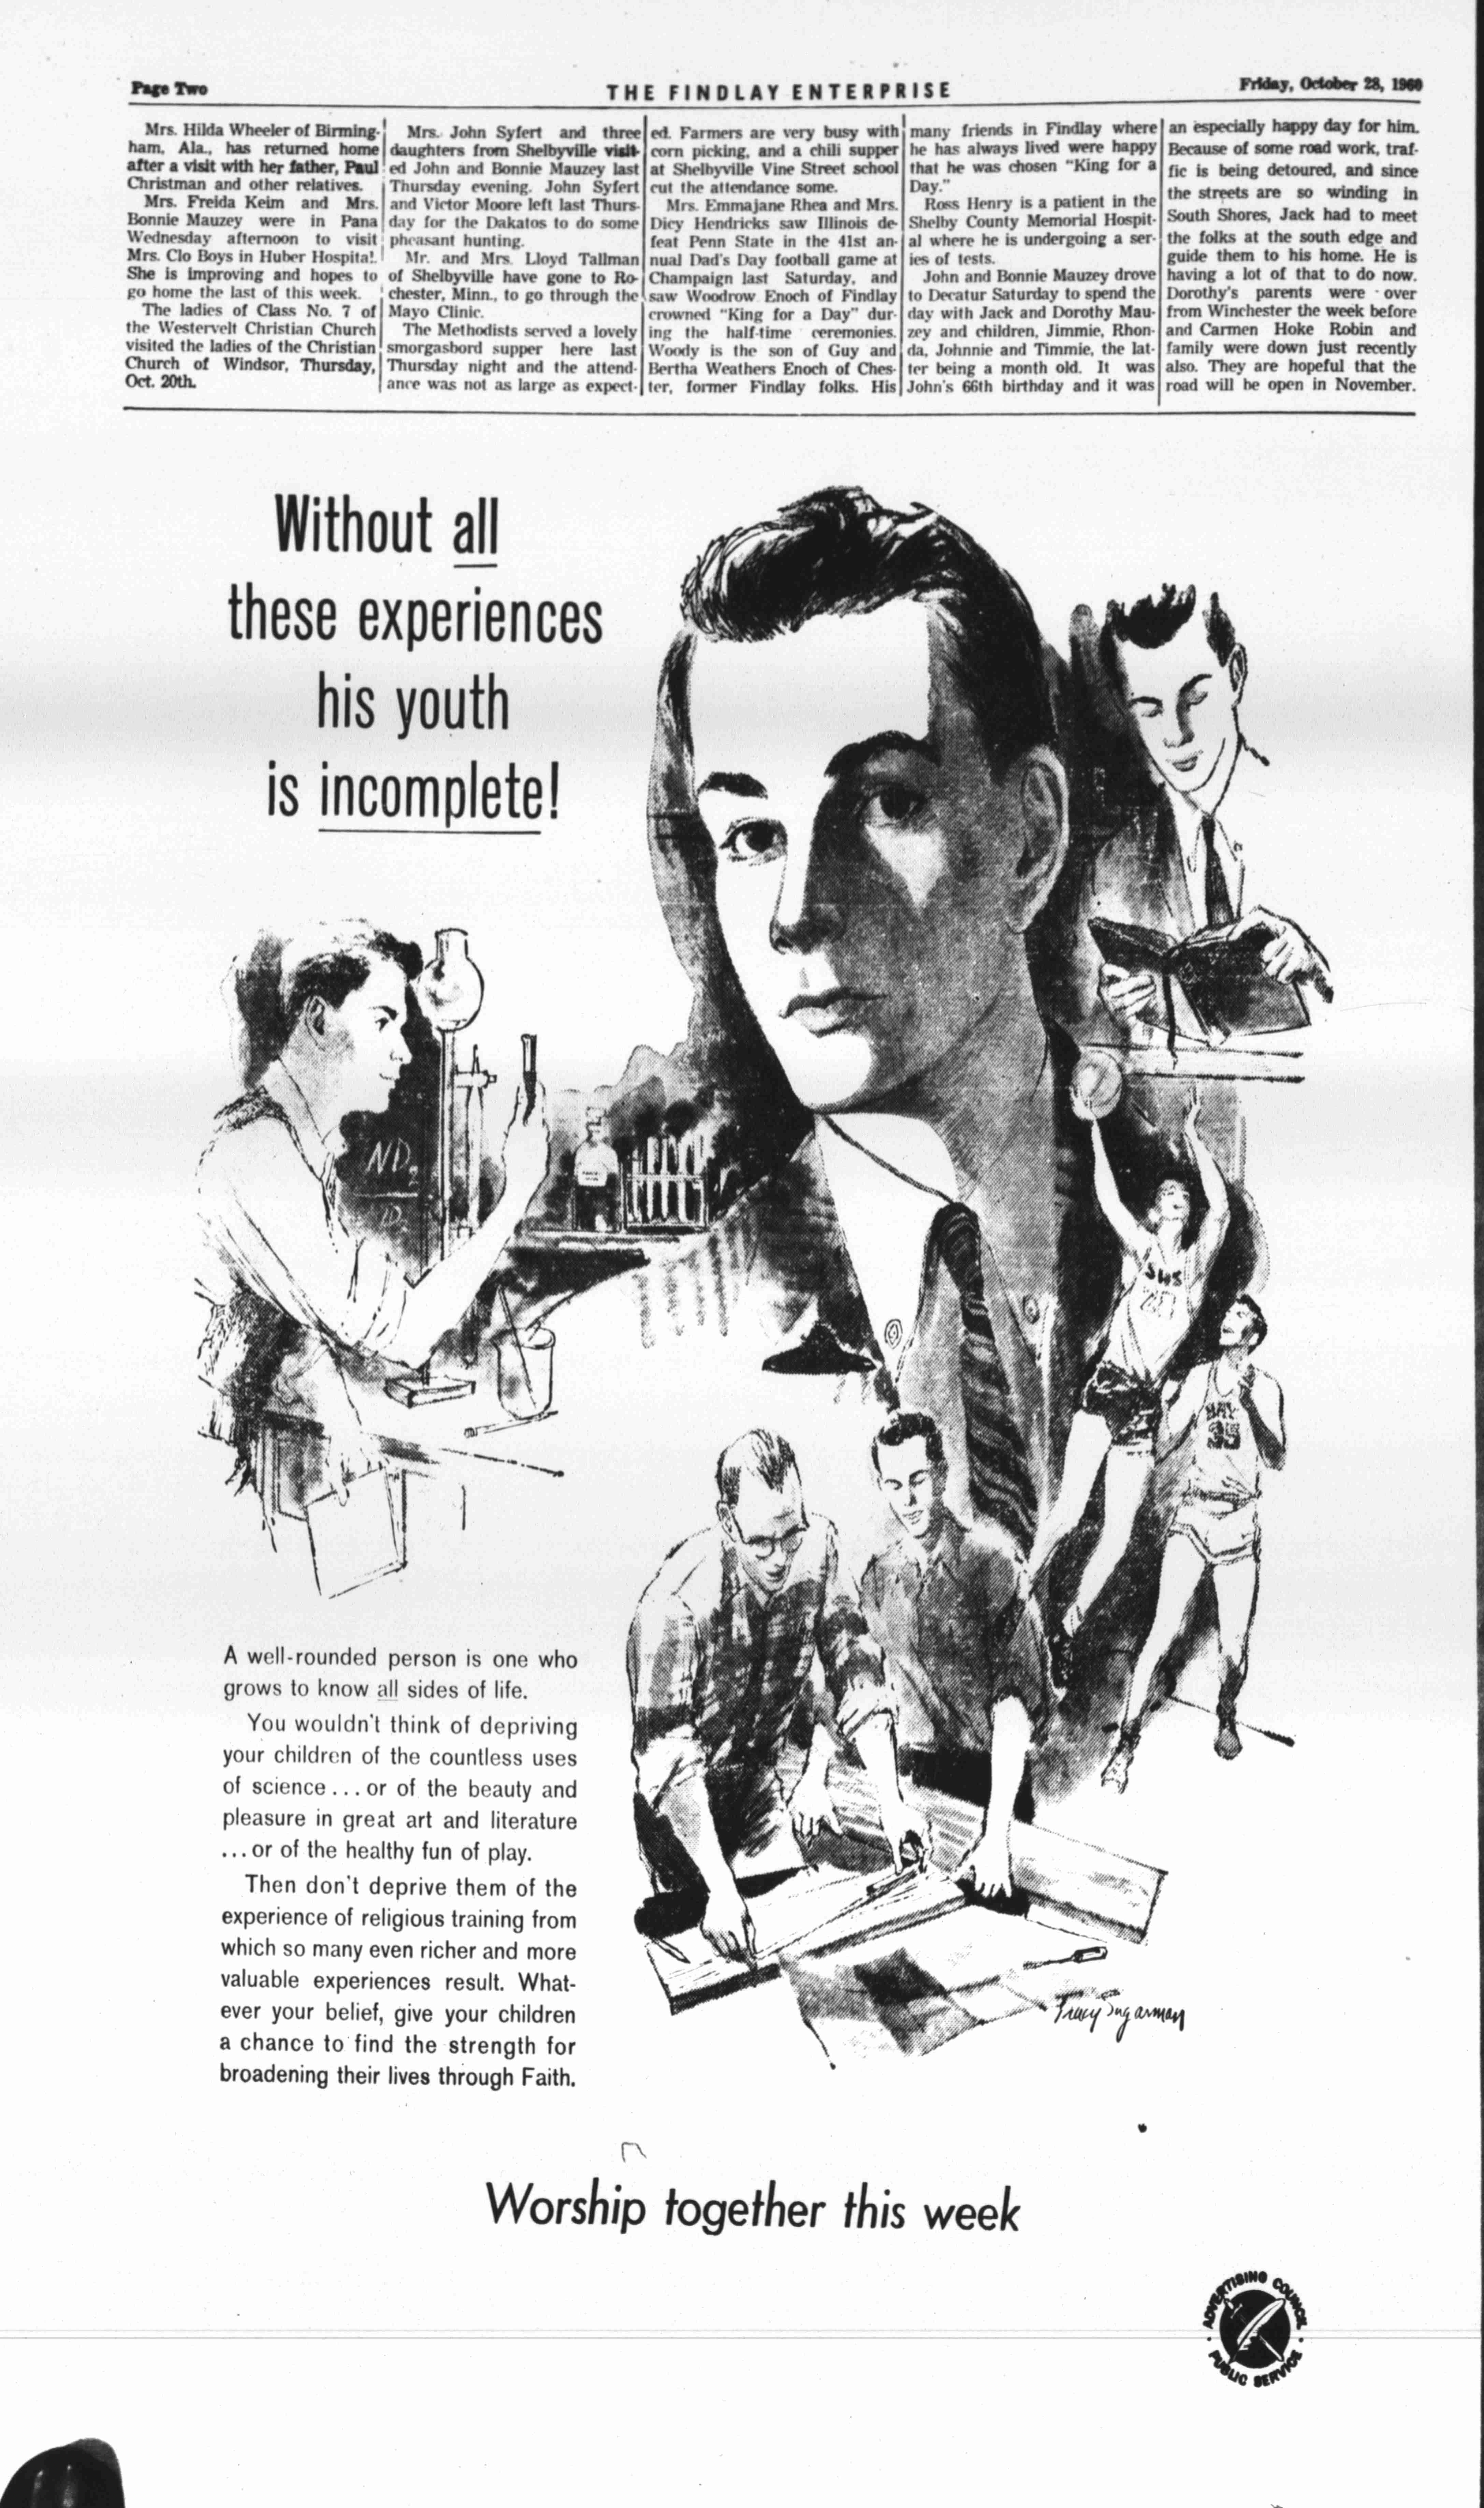 Page Two
THE FINDLAY ENTERPRISE
Friday, October 28, 1960
Mrs. Hilda Wheeler of Birming-
ham, Ala., has returned home
after a visit with her father, Paul
Christman and other relatives.
Mrs. Freida Keim and Mrs.
Bonnie Mauzey were in Pana
Wednesday afternoon to visit
Mrs. Clo Boys in Huber Hospital.
She is improving and hopes to
go home the last of this week.
The ladies of Class No. 7 of
the Westervelt Christian Church
visited the ladies of the Christian
Church of Windsor, Thursday,
Oct. 20th.
Mrs. John Syfert and three
daughters from Shelbyville visit-
ed John and Bonnie Mauzey last
Thursday evening. John Syfert
and Victor Moore left last Thurs-
day for the Dakatos to do some
pheasant hunting.
Mr. and Mrs. Lloyd Tallman
of Shelbyville have gone to Ro-
chester, Minn., to go through the
Mayo Clinic.
The Methodists served a lovely
smorgasbord supper here last
Thursday night and the attend-
ance was not as large as expect-
ed. Farmers are very busy with
corn picking, and a chili supper
at Shelbyville Vine Street school
cut the attendance some.
Mrs. Emmajane Rhea and Mrs.
Dicy Hendricks saw Illinois de-
feat Penn State in the 41st an-
nual Dad's Day football game at
Champaign last Saturday, and
saw Woodrow Enoch of Findlay
crowned "King for a Day" dur-
ing the half-time ceremonies.
Woody is the son of Guy and
Bertha Weathers Enoch of Ches-
ter, former Findlay folks. His
many friends in Findlay where
he has always lived were happy
that he was chosen "King for a
Day."
Ross Henry is a patient in the
Shelby County Memorial Hospit-
al where he is undergoing a ser-
ies of tests.
John and Bonnie Mauzey drove
to Decatur Saturday to spend the
day with Jack and Dorothy Mau-
zey and children, Jimmie, Rhon-
da, Johnnie and Timmie, the lat-
ter being a month old. It was
John's 66th birthday and it was
an especially happy day for him.
Because of some road work, traf-
fic is being detoured, and since
the streets are so winding in
South Shores, Jack had to meet
the folks at the south edge and
guide them to his home. He is
having a lot of that to do now.
Dorothy's parents were over
from Winchester the week before
and Carmen Hoke Robin and
family were down just recently
also. They are hopeful that the
road will be open in November.
Without all
these experiences
his youth
is incomplete!
ND2
D
SHS
BAY
35
A well-rounded person is one who
grows to know all sides of life.
You wouldn't think of depriving
your children of the countless uses
of science ... or of the beauty and
pleasure in great art and literature
... or of the healthy fun of play.
Then don't deprive them of the
experience of religious training from
which so many even richer and more
valuable experiences result. What-
ever your belief, give your children
a chance to find the strength for
broadening their lives through Faith.
Tracy Sugarman
Worship together this week
ADVERTISING COUNCIL
PUBLIC SERVICE